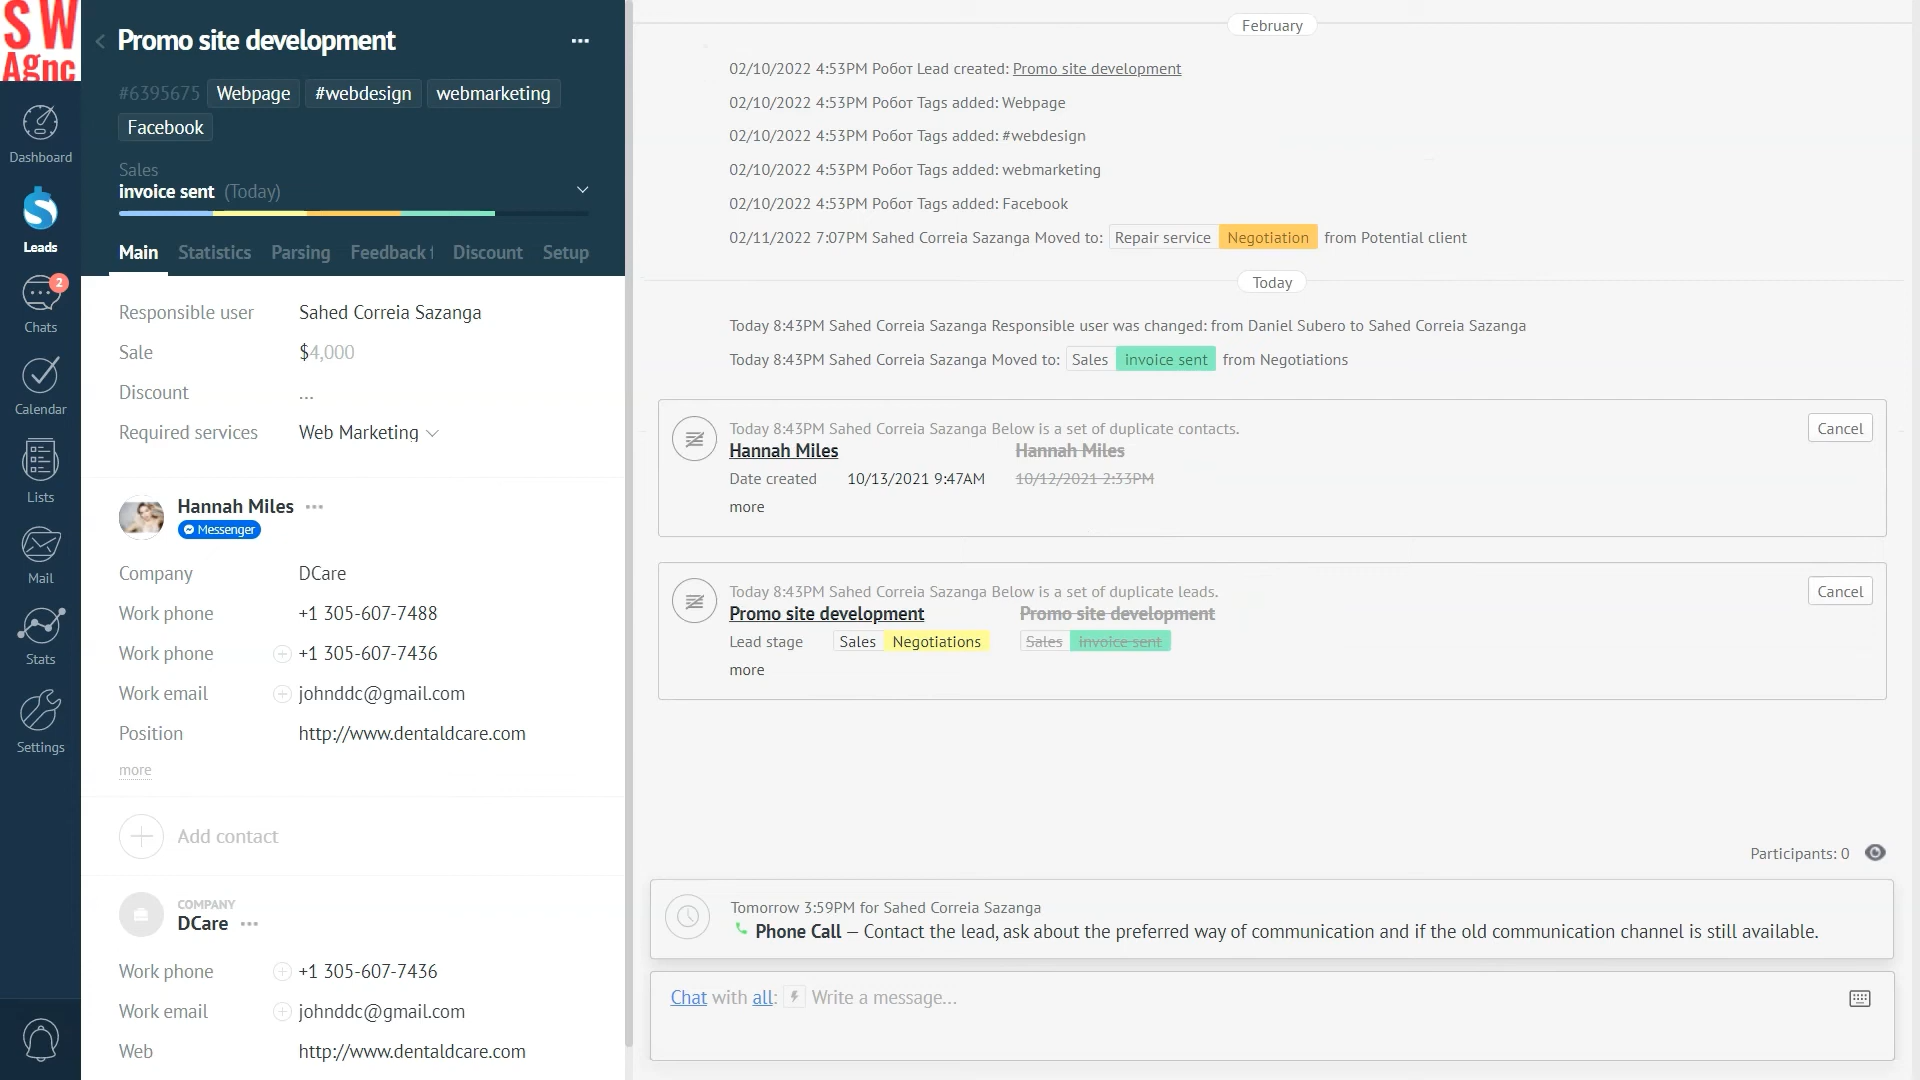 SW
Agnc
Dashboard
Leads
2
Chats
Calendar
Lists
Mail
Stats
Settings
Promo site development
#6395675 Webpage #webdesign webmarketing
Facebook
Sales
invoice sent (Today)
Main Statistics Parsing Feedback Discount Setup
Responsible user Sahed Correia Sazanga
Sale $4,000
Discount ...
Required services Web Marketing
Hannah Miles ...
Messenger
Company DCare
Work phone +1 305-607-7488
Work phone +1 305-607-7436
Work email johnddc@gmail.com
Position http://www.dentaldcare.com
more
Add contact
COMPANY
DCare ...
Work phone +1 305-607-7436
Work email johnddc@gmail.com
Web http://www.dentaldcare.com
February
02/10/2022 4:53PM Робот Lead created: Promo site development
02/10/2022 4:53PM Робот Tags added: Webpage
02/10/2022 4:53PM Робот Tags added: #webdesign
02/10/2022 4:53PM Робот Tags added: webmarketing
02/10/2022 4:53PM Робот Tags added: Facebook
02/11/2022 7:07PM Sahed Correia Sazanga Moved to: Repair service Negotiation from Potential client
Today
Today 8:43PM Sahed Correia Sazanga Responsible user was changed: from Daniel Subero to Sahed Correia Sazanga
Today 8:43PM Sahed Correia Sazanga Moved to: Sales invoice sent from Negotiations
Today 8:43PM Sahed Correia Sazanga Below is a set of duplicate contacts. Cancel
Hannah Miles Hannah Miles
Date created 10/13/2021 9:47AM 10/12/2021 2:33PM
more
Today 8:43PM Sahed Correia Sazanga Below is a set of duplicate leads. Cancel
Promo site development Promo site development
Lead stage Sales Negotiations Sales invoice sent
more
Participants: 0
Tomorrow 3:59PM for Sahed Correia Sazanga
Phone Call — Contact the lead, ask about the preferred way of communication and if the old communication channel is still available.
Chat with all: Write a message...